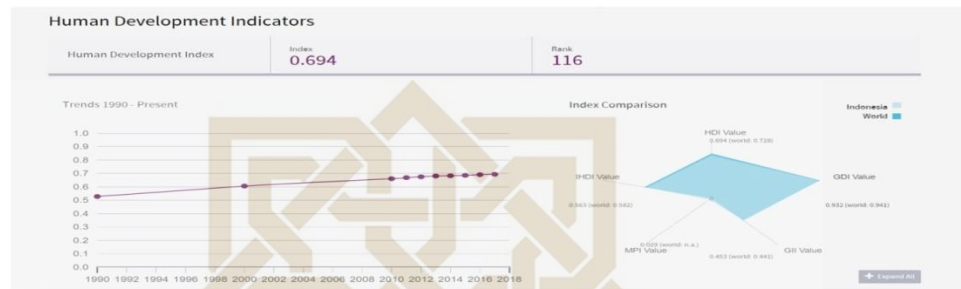 Human Development Indicators
Human Development Index
Index
0.694
Rank
116
Trends 1990 - Present
1.0
0.9
0.8
0.7
0.6
0.5
0.4
0.3
0.2
0.1
0.0
1990 1992 1994 1996 1998 2000 2002 2004 2006 2008 2010 2012 2014 2016 2018
Index Comparison
Indonesia
World
HDI Value
0.694 (world: 0.728)
IHDI Value
0.563 (world: 0.582)
GDI Value
0.932 (world: 0.941)
MPI Value
0.029 (world: n.a.)
GII Value
0.453 (world: 0.441)
Expand All